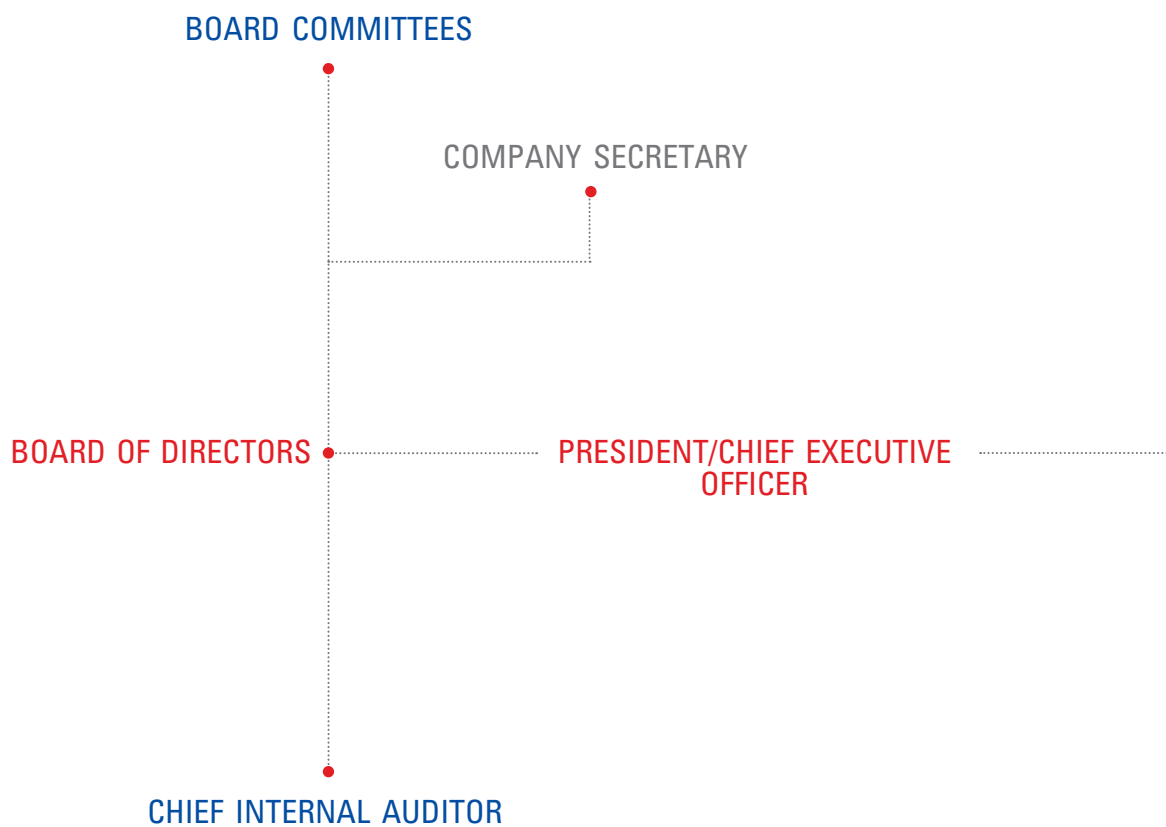 BOARD COMMITTEES
COMPANY SECRETARY
BOARD OF DIRECTORS
PRESIDENT/CHIEF EXECUTIVE
OFFICER
CHIEF INTERNAL AUDITOR